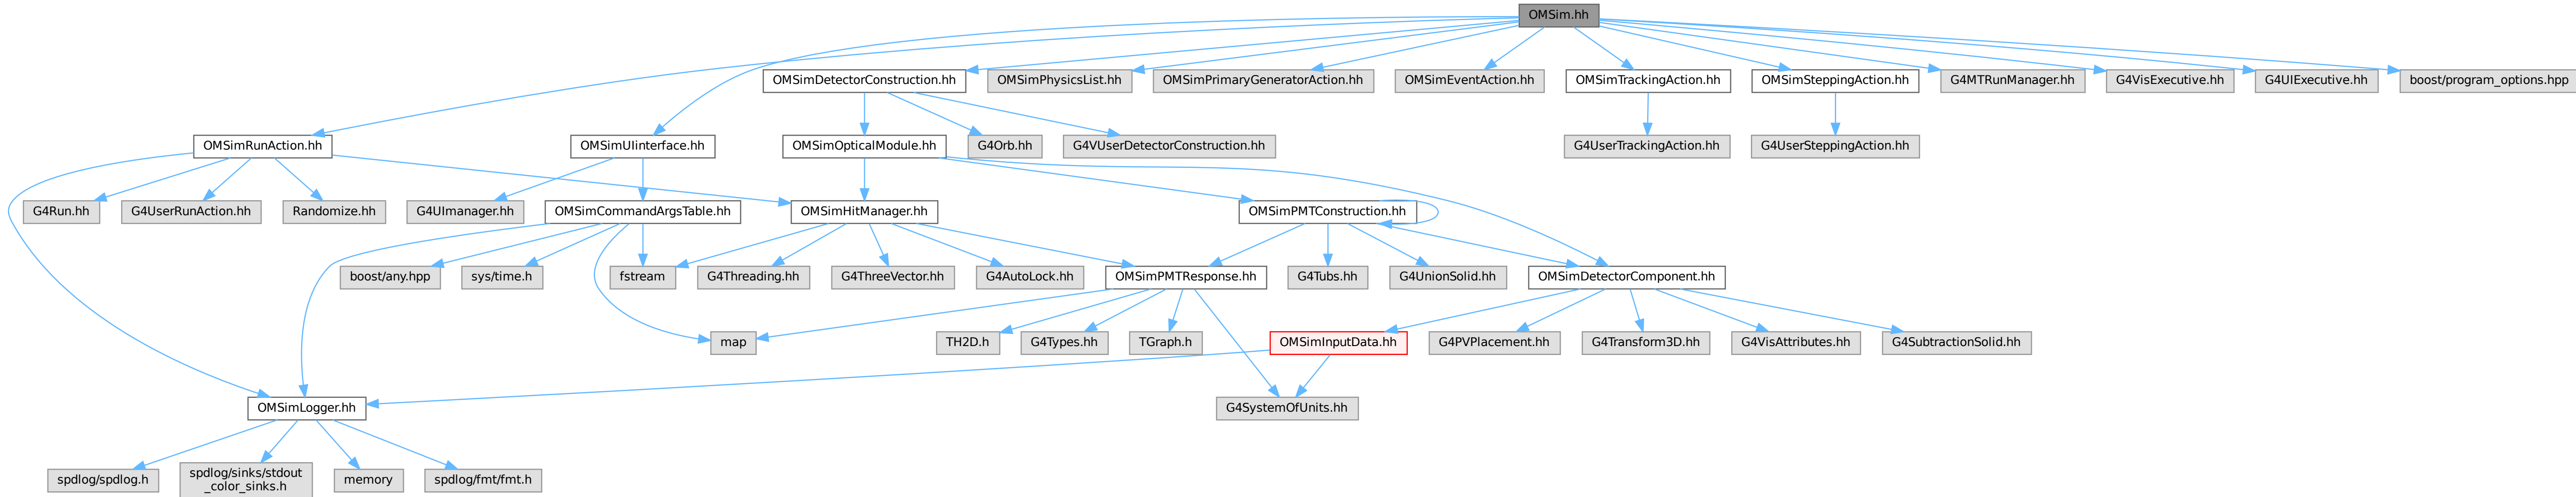 OMSim.hh
OMSimDetectorConstruction.hh
OMSimPhysicsList.hh
OMSimPrimaryGeneratorAction.hh
OMSimEventAction.hh
OMSimTrackingAction.hh
OMSimSteppingAction.hh
G4MTRunManager.hh
G4VisExecutive.hh
G4UIExecutive.hh
boost/program_options.hpp
OMSimRunAction.hh
OMSimUIinterface.hh
OMSimOpticalModule.hh
G4Orb.hh
G4VUserDetectorConstruction.hh
G4UserTrackingAction.hh
G4UserSteppingAction.hh
G4Run.hh
G4UserRunAction.hh
Randomize.hh
G4UImanager.hh
OMSimCommandArgsTable.hh
OMSimHitManager.hh
OMSimPMTConstruction.hh
boost/any.hpp
sys/time.h
fstream
G4Threading.hh
G4ThreeVector.hh
G4AutoLock.hh
OMSimPMTResponse.hh
G4Tubs.hh
G4UnionSolid.hh
OMSimDetectorComponent.hh
map
TH2D.h
G4Types.hh
TGraph.h
OMSimInputData.hh
G4PVPlacement.hh
G4Transform3D.hh
G4VisAttributes.hh
G4SubtractionSolid.hh
OMSimLogger.hh
G4SystemOfUnits.hh
spdlog/spdlog.h
spdlog/sinks/stdout
_color_sinks.h
memory
spdlog/fmt/fmt.h